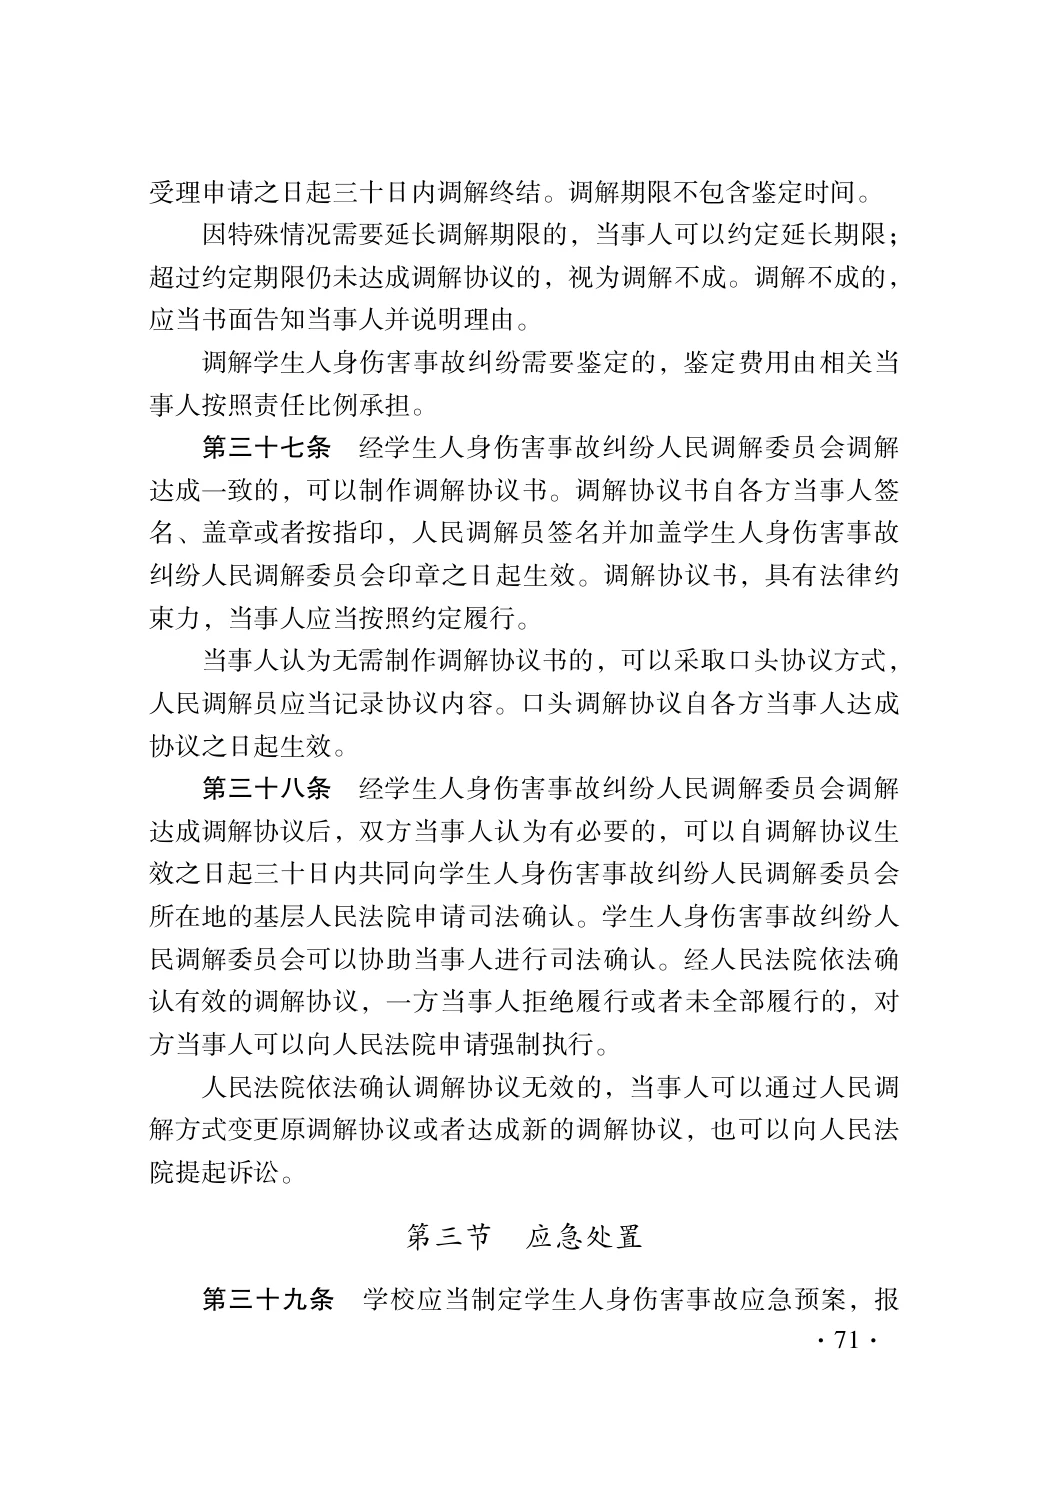 受理申请之日起三十日内调解终结。调解期限不包含鉴定时间。
因特殊情况需要延长调解期限的，当事人可以约定延长期限；
超过约定期限仍未达成调解协议的，视为调解不成。调解不成的，
应当书面告知当事人并说明理由。
调解学生人身伤害事故纠纷需要鉴定的，鉴定费用由相关当
事人按照责任比例承担。
第三十七条　经学生人身伤害事故纠纷人民调解委员会调解
达成一致的，可以制作调解协议书。调解协议书自各方当事人签
名、盖章或者按指印，人民调解员签名并加盖学生人身伤害事故
纠纷人民调解委员会印章之日起生效。调解协议书，具有法律约
束力，当事人应当按照约定履行。
当事人认为无需制作调解协议书的，可以采取口头协议方式，
人民调解员应当记录协议内容。口头调解协议自各方当事人达成
协议之日起生效。
第三十八条　经学生人身伤害事故纠纷人民调解委员会调解
达成调解协议后，双方当事人认为有必要的，可以自调解协议生
效之日起三十日内共同向学生人身伤害事故纠纷人民调解委员会
所在地的基层人民法院申请司法确认。学生人身伤害事故纠纷人
民调解委员会可以协助当事人进行司法确认。经人民法院依法确
认有效的调解协议，一方当事人拒绝履行或者未全部履行的，对
方当事人可以向人民法院申请强制执行。
人民法院依法确认调解协议无效的，当事人可以通过人民调
解方式变更原调解协议或者达成新的调解协议，也可以向人民法
院提起诉讼。
第三节　应急处置
第三十九条　学校应当制定学生人身伤害事故应急预案，报
· 71 ·